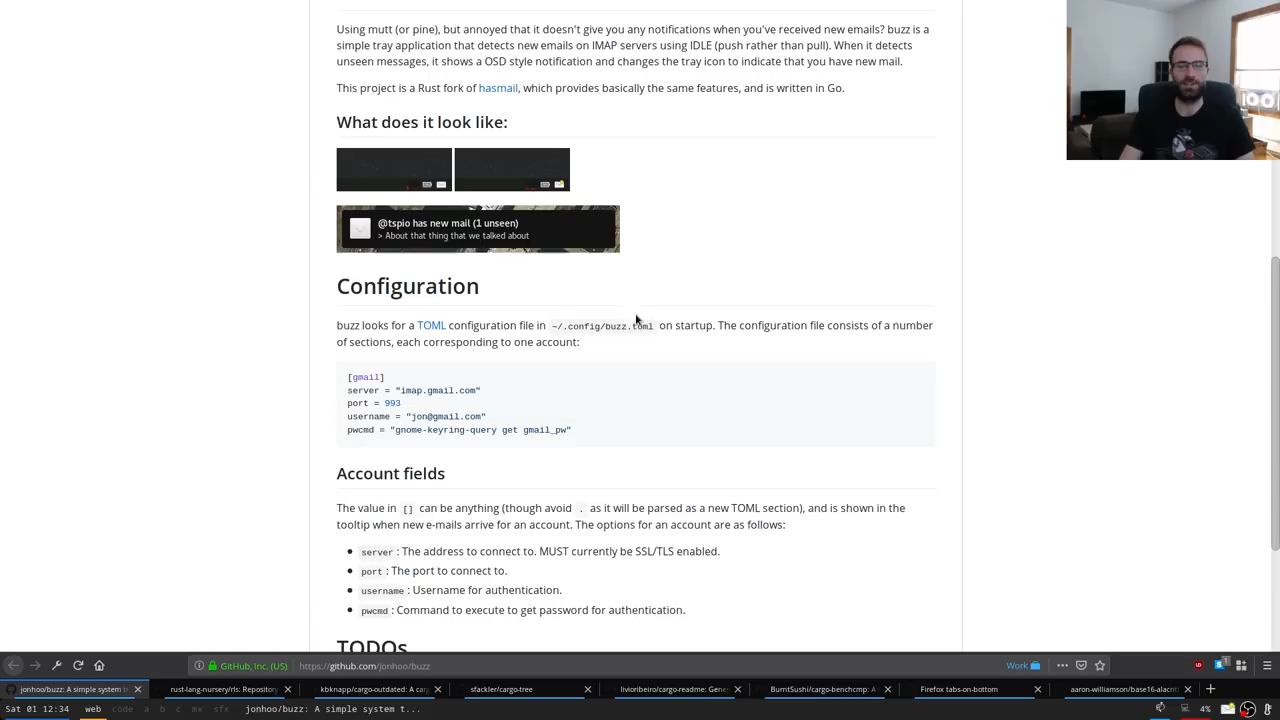 Using mutt (or pine), but annoyed that it doesn't give you any notifications when you've received new emails? buzz is a
simple tray application that detects new emails on IMAP servers using IDLE (push rather than pull). When it detects
unseen messages, it shows a OSD style notification and changes the tray icon to indicate that you have new mail.
This project is a Rust fork of hasmail, which provides basically the same features, and is written in Go.
What does it look like:
@tspio has new mail (1 unseen)
> About that thing that we talked about
Configuration
buzz looks for a TOML configuration file in ~/.config/buzz.toml on startup. The configuration file consists of a number
of sections, each corresponding to one account:
[gmail]
server = "imap.gmail.com"
port = 993
username = "jon@gmail.com"
pwcmd = "gnome-keyring-query get gmail_pw"
Account fields
The value in [] can be anything (though avoid . as it will be parsed as a new TOML section), and is shown in the
tooltip when new e-mails arrive for an account. The options for an account are as follows:
server : The address to connect to. MUST currently be SSL/TLS enabled.
port : The port to connect to.
username : Username for authentication.
pwcmd : Command to execute to get password for authentication.
TODOs
GitHub, Inc. (US) https://github.com/jonhoo/buzz Work
jonhoo/buzz: A simple system t rust-lang-nursery/rls: Repository kbknapp/cargo-outdated: A car sfackler/cargo-tree livioribeiro/cargo-readme: Gene BurntSushi/cargo-benchcmp: A Firefox tabs-on-bottom aaron-williamson/base16-alacrit
Sat 01 12:34 web code a b c mx sfx jonhoo/buzz: A simple system t... 4%